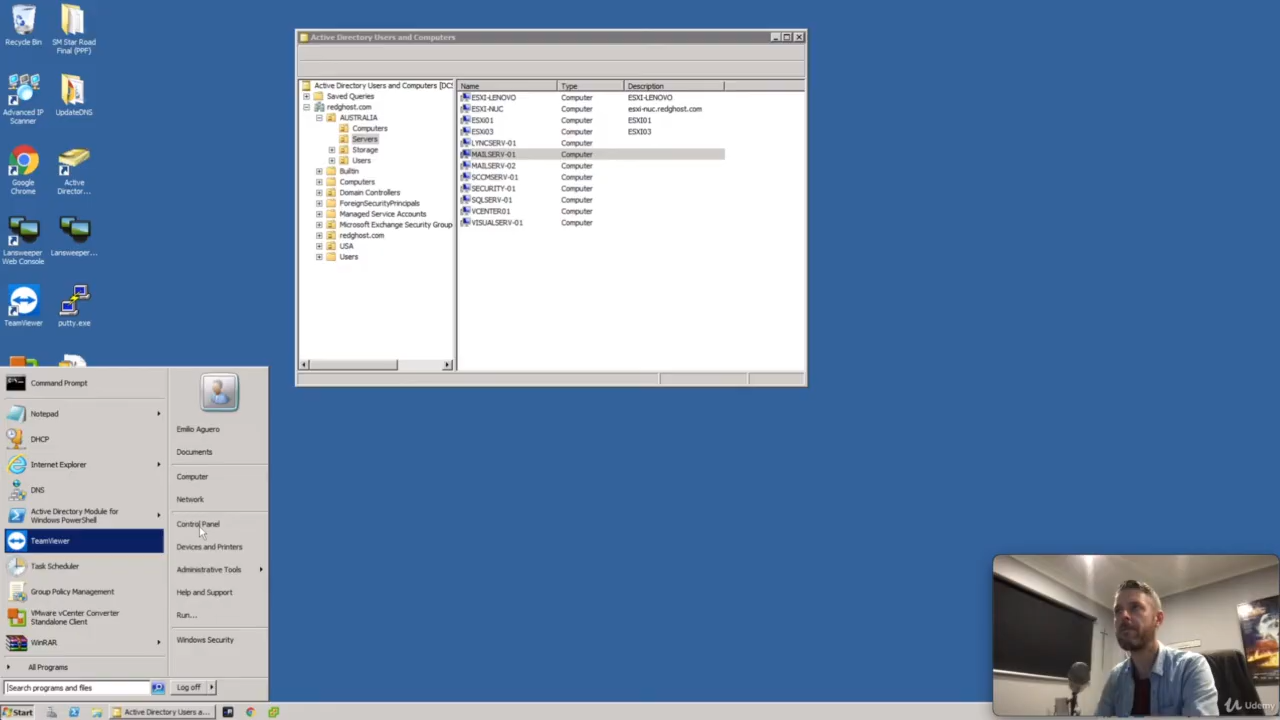 Recycle Bin
SM Star Road
Final (PPF)
Advanced IP
Scanner
UpdateDNS
Google
Chrome
Active
Director...
Lansweeper
Web Console
Lansweeper...
TeamViewer
putty.exe
Active Directory Users and Computers
Active Directory Users and Computers [DCS
Saved Queries
redghost.com
AUSTRALIA
Computers
Servers
Storage
Users
Builtin
Computers
Domain Controllers
ForeignSecurityPrincipals
Managed Service Accounts
Microsoft Exchange Security Group
redghost.com
USA
Users
Name Type Description
ESXI-LENOVO Computer ESXI-LENOVO
ESXI-NUC Computer esxi-nuc.redghost.com
ESXi01 Computer ESXI01
ESXi03 Computer ESXI03
LYNCSERV-01 Computer
MAILSERV-01 Computer
MAILSERV-02 Computer
SCCMSERV-01 Computer
SECURITY-01 Computer
SQLSERV-01 Computer
VCENTER01 Computer
VISUALSERV-01 Computer
Command Prompt
Notepad
DHCP
Internet Explorer
DNS
Active Directory Module for
Windows PowerShell
TeamViewer
Task Scheduler
Group Policy Management
VMware vCenter Converter
Standalone Client
WinRAR
All Programs
Search programs and files
Emilio Aguero
Documents
Computer
Network
Control Panel
Devices and Printers
Administrative Tools
Help and Support
Run...
Windows Security
Log off
Start
Active Directory Users a...
Udemy